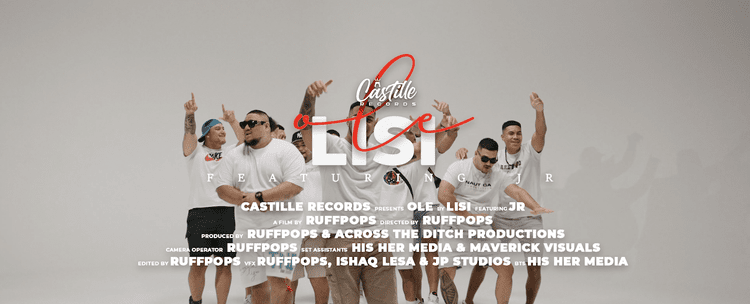 Castille
RECORDS
ole
LISI
FEATURING JR
CASTILLE RECORDS PRESENTS OLE BY LISI FEATURING JR
A FILM BY RUFFPOPS DIRECTED BY RUFFPOPS
PRODUCED BY RUFFPOPS & ACROSS THE DITCH PRODUCTIONS
CAMERA OPERATOR RUFFPOPS SET ASSISTANTS HIS HER MEDIA & MAVERICK VISUALS
EDITED BY RUFFPOPS VFX RUFFPOPS, ISHAQ LESA & JP STUDIOS BTS HIS HER MEDIA